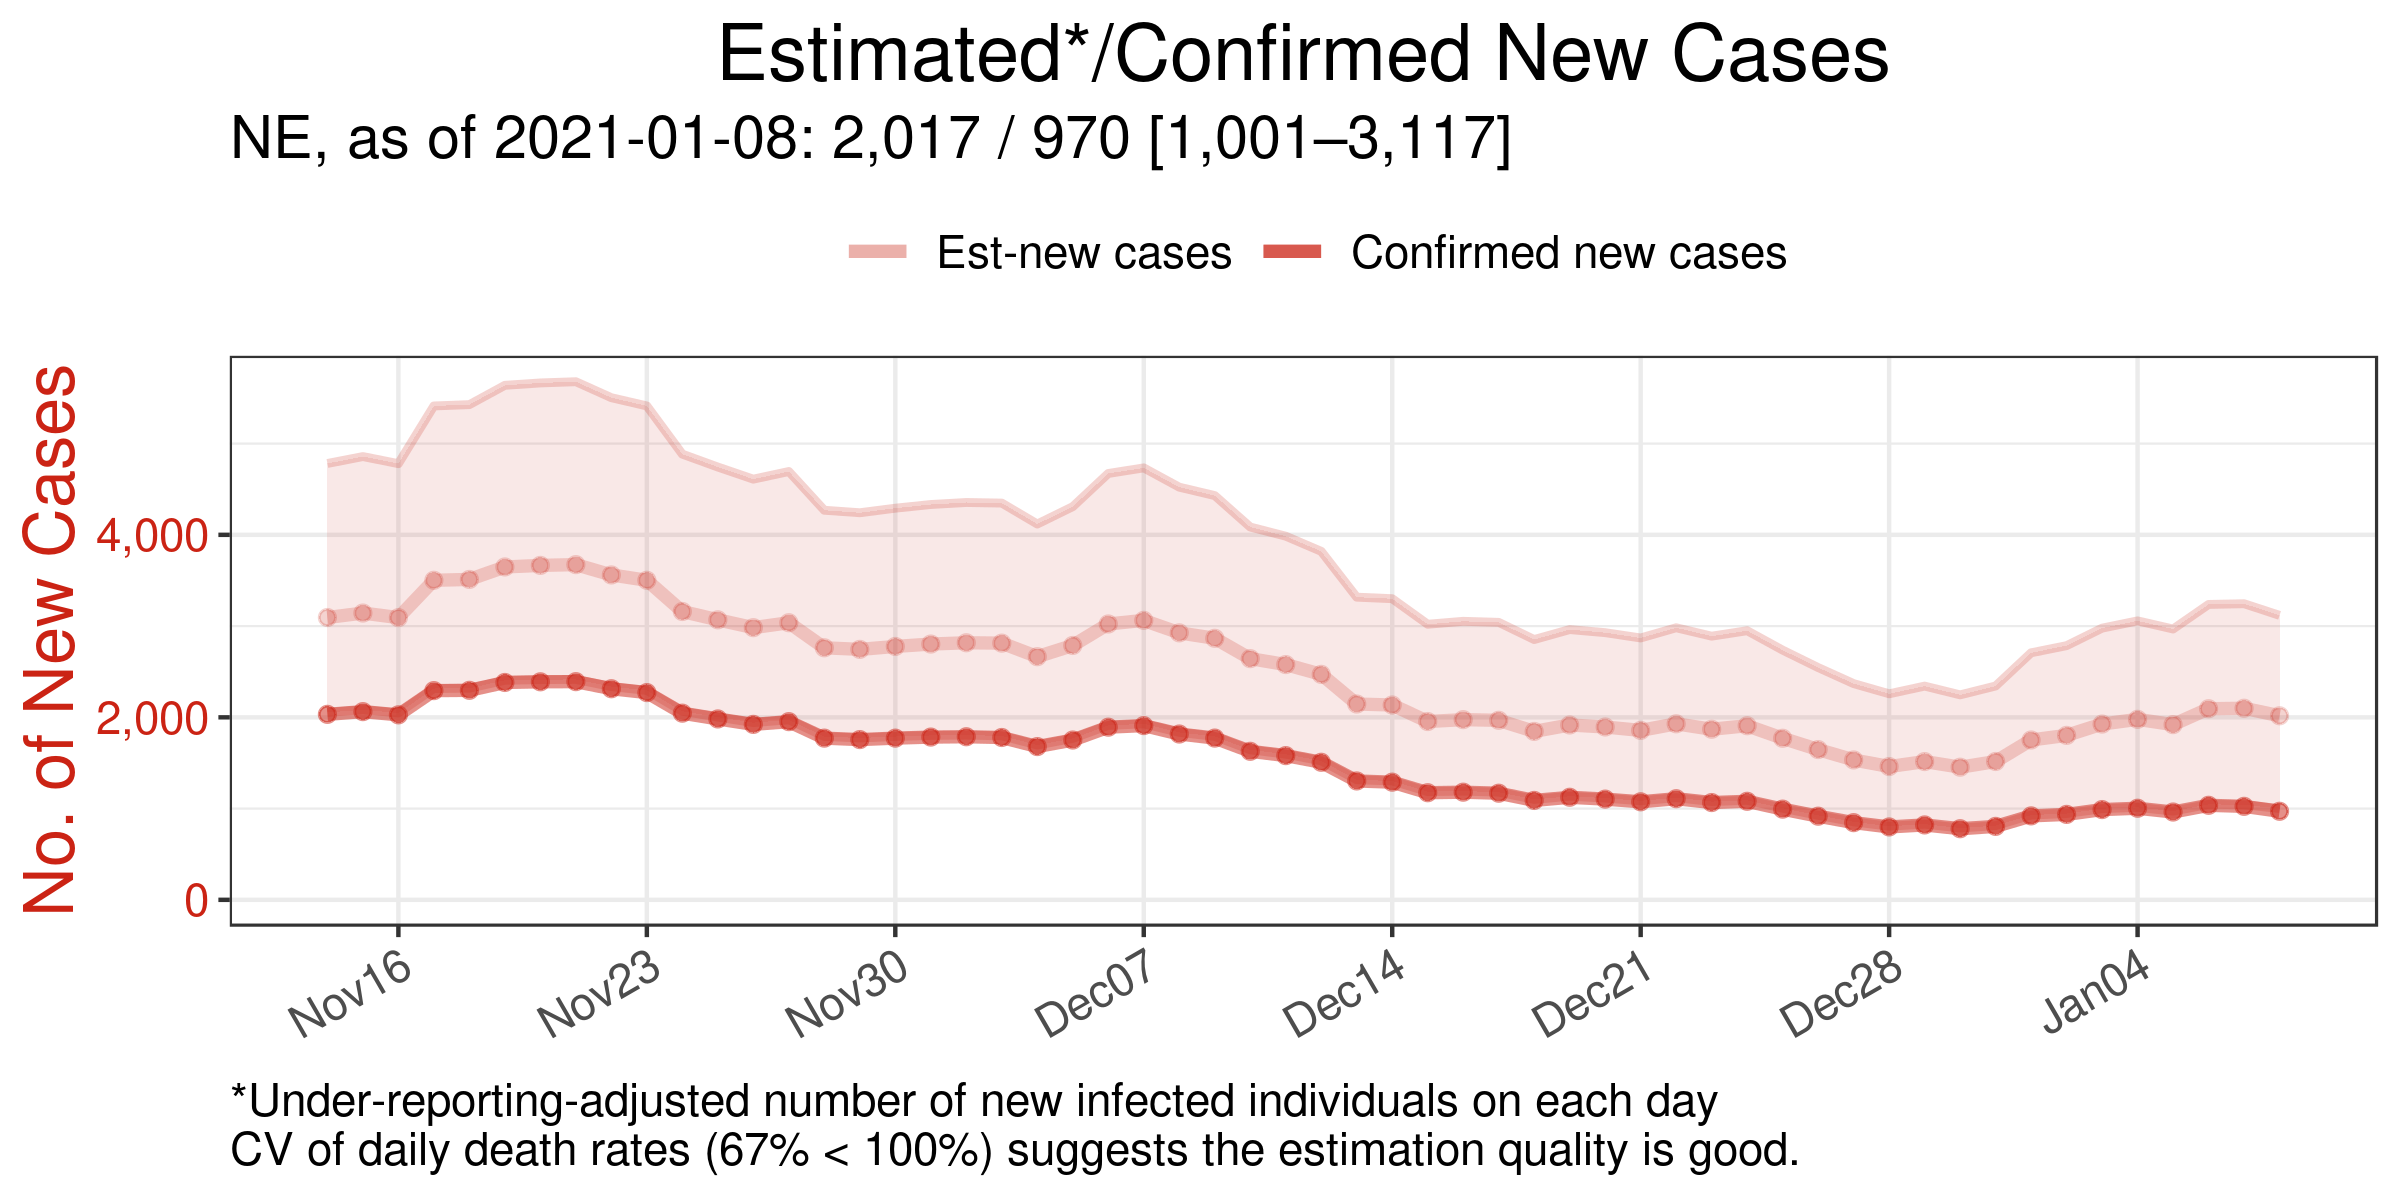 Estimated*/Confirmed New Cases
NE, as of 2021-01-08: 2,017 / 970 [1,001–3,117]
Est-new cases
Confirmed new cases
No. of New Cases
4,000
2,000
0
Nov16
Nov23
Nov30
Dec07
Dec14
Dec21
Dec28
Jan04
*Under-reporting-adjusted number of new infected individuals on each day
CV of daily death rates (67% < 100%) suggests the estimation quality is good.